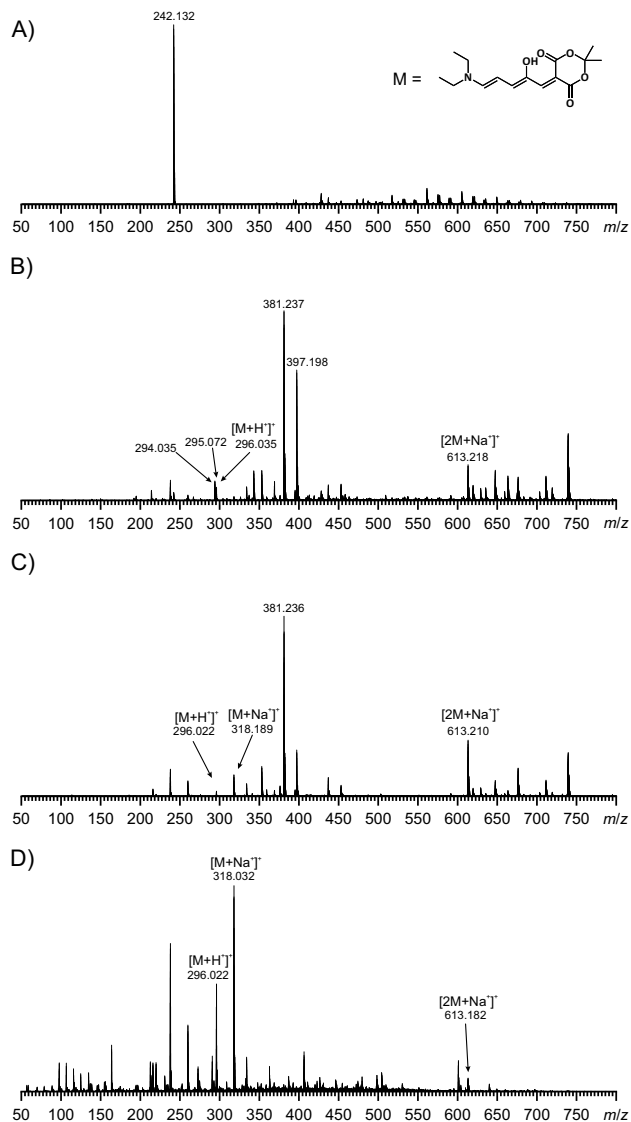 A)
242.132
M =
N
OH
O
O
O
O
50 100 150 200 250 300 350 400 450 500 550 600 650 700 750 m/z
B)
381.237
397.198
[M+H⁺]⁺
294.035 295.072 296.035
[2M+Na⁺]⁺
613.218
50 100 150 200 250 300 350 400 450 500 550 600 650 700 750 m/z
C)
381.236
[M+H⁺]⁺
296.022
[M+Na⁺]⁺
318.189
[2M+Na⁺]⁺
613.210
50 100 150 200 250 300 350 400 450 500 550 600 650 700 750 m/z
D)
[M+Na⁺]⁺
318.032
[M+H⁺]⁺
296.022
[2M+Na⁺]⁺
613.182
50 100 150 200 250 300 350 400 450 500 550 600 650 700 750 m/z